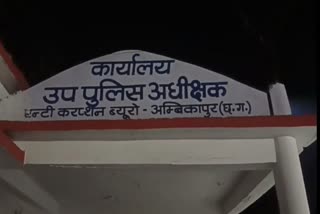 कार्यालय
उप पुलिस अधीक्षक
एन्टी करप्शन ब्यूरो - अम्बिकापुर (छ.ग.)